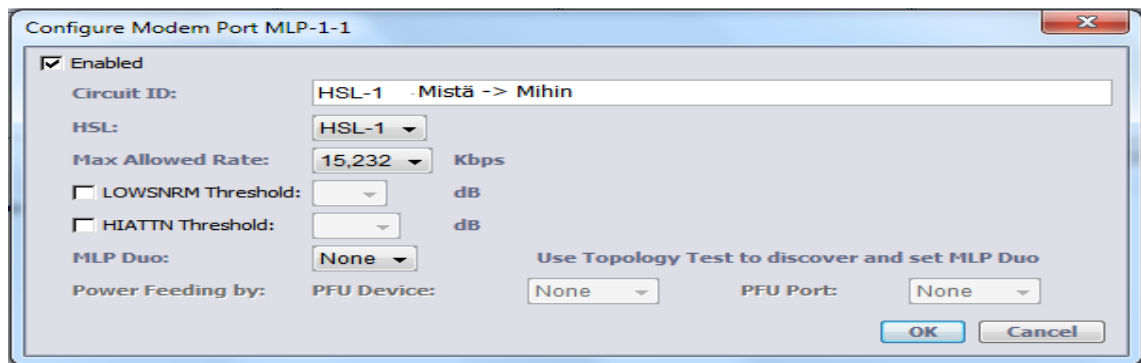 Configure Modem Port MLP-1-1
Enabled
Circuit ID: HSL-1 Mistä -> Mihin
HSL: HSL-1
Max Allowed Rate: 15,232 Kbps
LOWSNRM Threshold: dB
HIATTN Threshold: dB
MLP Duo: None Use Topology Test to discover and set MLP Duo
Power Feeding by: PFU Device: None PFU Port: None
OK Cancel